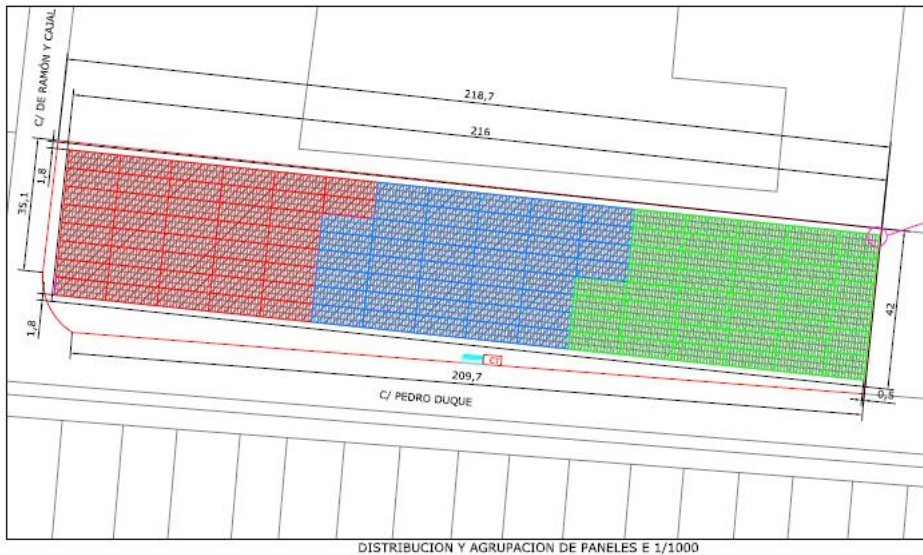 C/ DE RAMÓN Y CAJAL
218,7
216
1,8
35,1
1,8
42
0,5
CT
209,7
C/ PEDRO DUQUE
DISTRIBUCION Y AGRUPACION DE PANELES E 1/1000